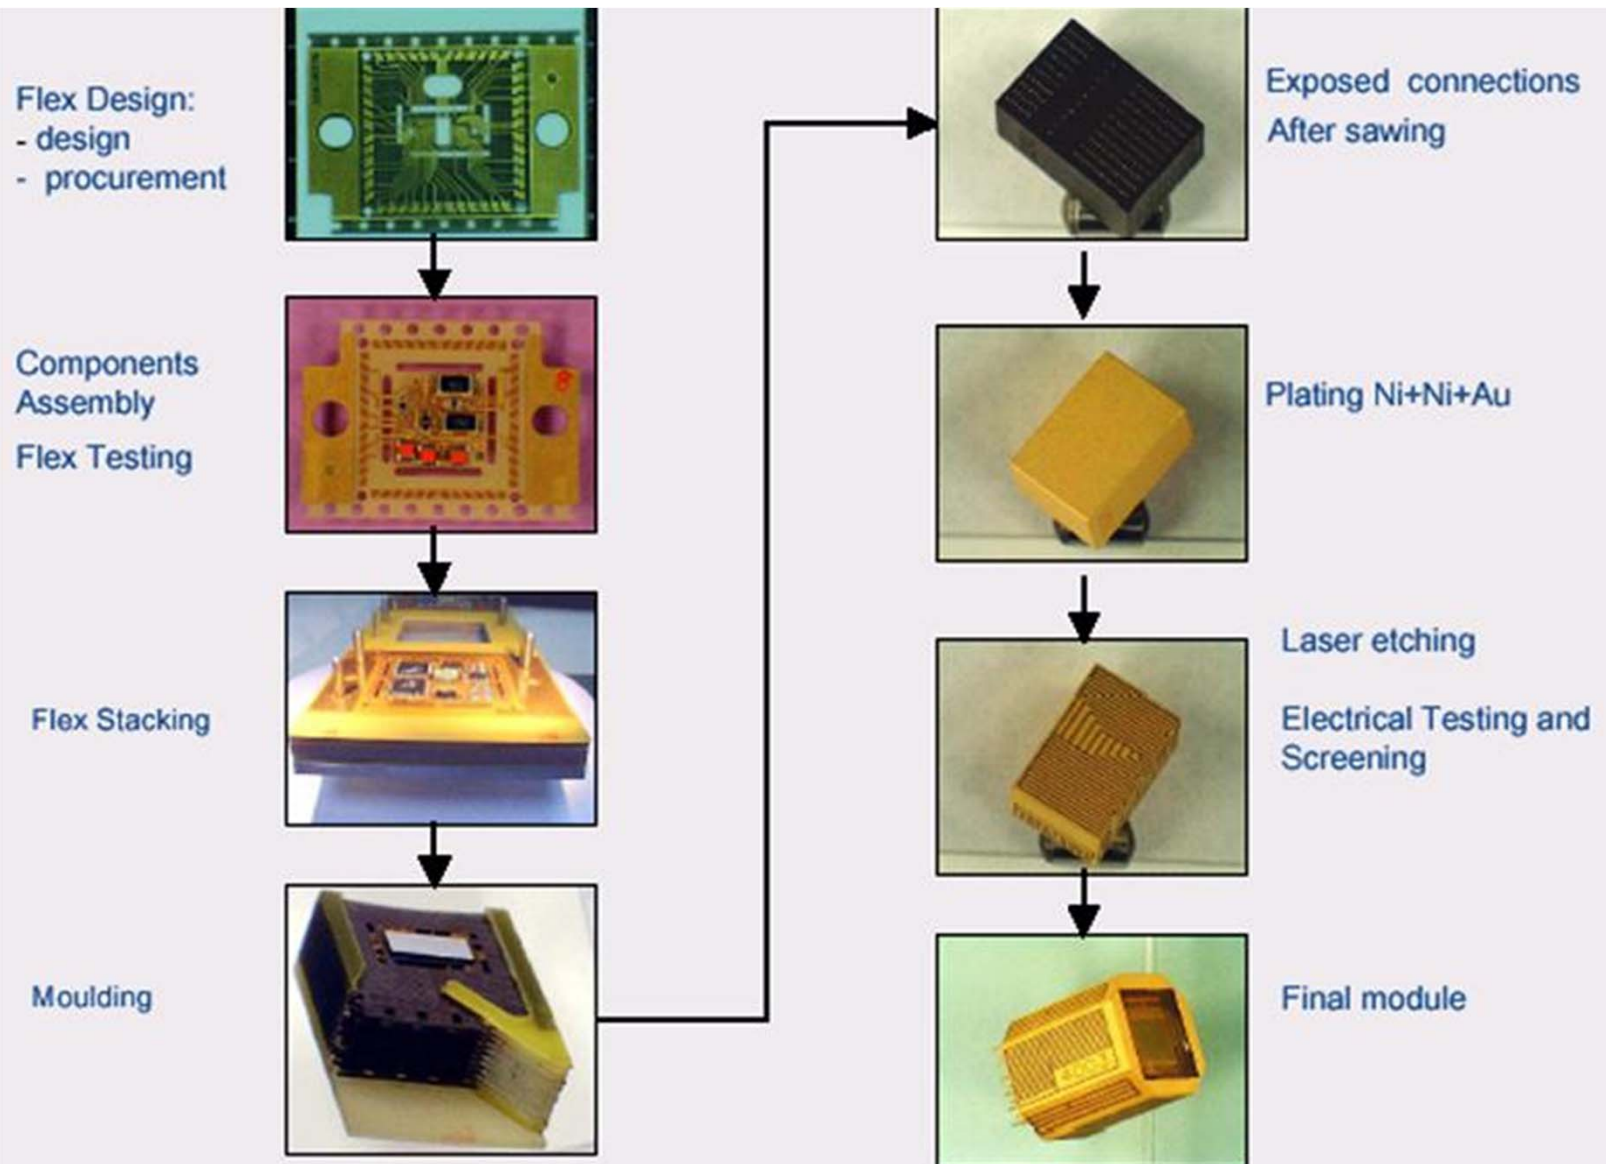 Flex Design:
- design
- procurement
Components
Assembly
Flex Testing
Flex Stacking
Moulding
Exposed connections
After sawing
Plating Ni+Ni+Au
Laser etching
Electrical Testing and
Screening
Final module
4003